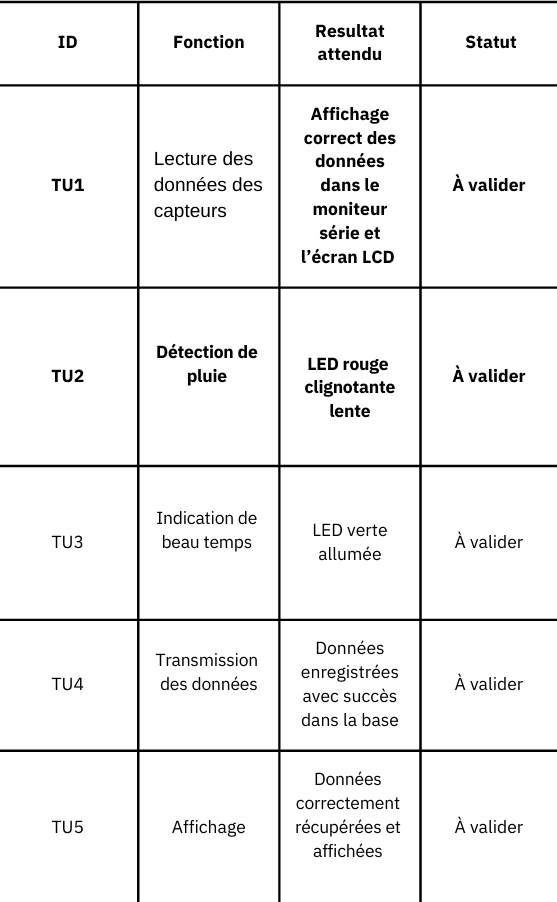 ID
Fonction
Resultat
attendu
Statut
TU1
Lecture des
données des
capteurs
Affichage
correct des
données
dans le
moniteur
série et
l’écran LCD
À valider
TU2
Détection de
pluie
LED rouge
clignotante
lente
À valider
TU3
Indication de
beau temps
LED verte
allumée
À valider
TU4
Transmission
des données
Données
enregistrées
avec succès
dans la base
À valider
TU5
Affichage
Données
correctement
récupérées et
affichées
À valider